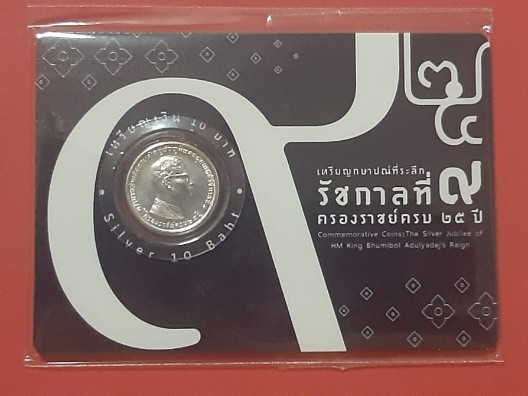 ๙
๒๕
เหรียญเงิน 10 บาท
Silver 10 Baht
เหรียญกษาปณ์ที่ระลึก
รัชกาลที่ ๙
ครองราชย์ครบ ๒๕ ปี
Commemorative Coins:The Silver Jubilee of
HM King Bhumibol Adulyadej's Reign